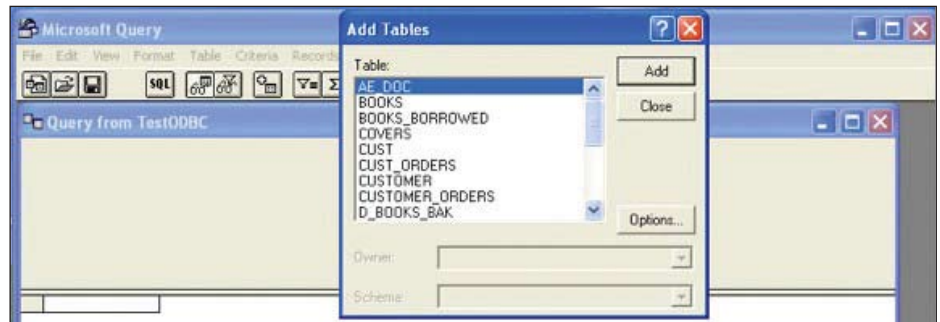 Microsoft Query
File Edit View Format Table Criteria Records
SQL
Query from TestODBC
Add Tables
Table:
AE_DOC
BOOKS
BOOKS_BORROWED
COVERS
CUST
CUST_ORDERS
CUSTOMER
CUSTOMER_ORDERS
D_BOOKS_BAK
Add
Close
Options...
Owner:
Scheme: